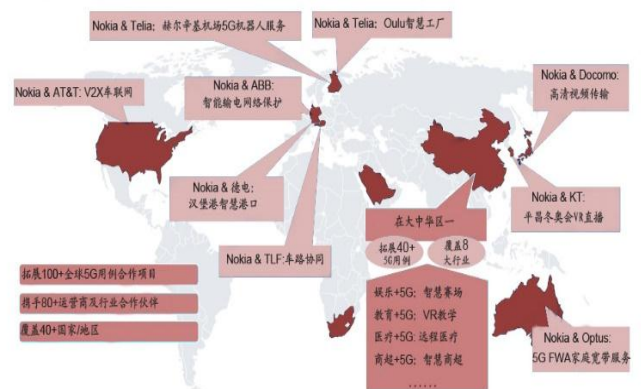 Nokia & Telia：赫尔辛基机场5G机器人服务
Nokia & Telia：Oulu智慧工厂
Nokia & AT&T: V2X车联网
Nokia & ABB:
智能输电网络保护
Nokia & Docomo:
高清视频传输
Nokia & 德电:
汉堡港智慧港口
Nokia & KT:
平昌冬奥会VR直播
Nokia & TLF:车路协同
在大中华区一
拓展40+
5G用例
覆盖8
大行业
娱乐+5G: 智慧赛场
教育+5G: VR教学
医疗+5G: 远程医疗
商超+5G: 智慧商超
……
拓展100+全球5G用例合作项目
携手80+运营商及行业合作伙伴
覆盖40+国家/地区
Nokia & Optus:
5G FWA家庭宽带服务